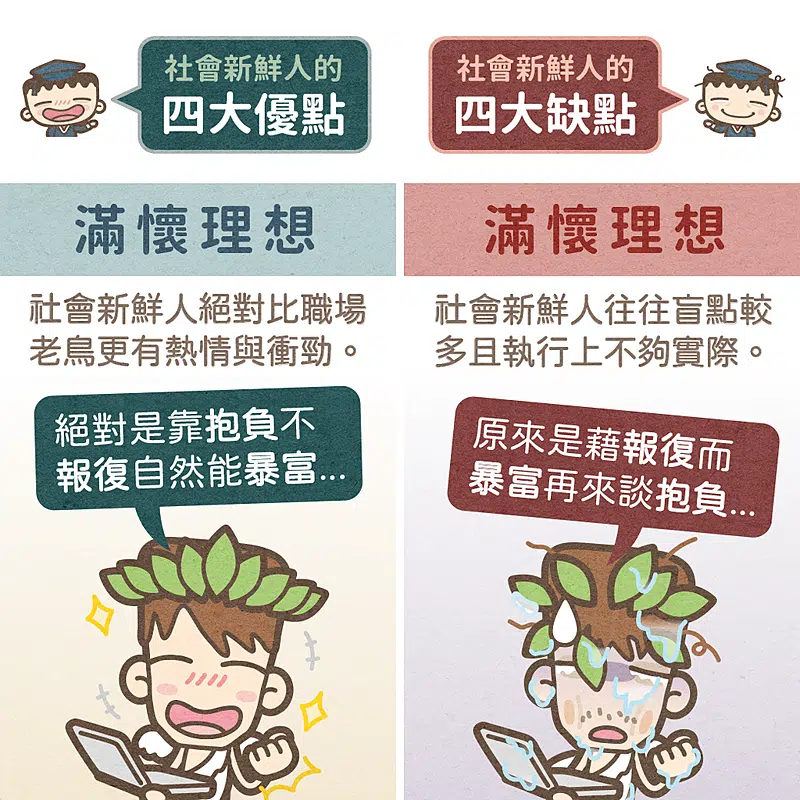 社會新鮮人的
四大優點
滿懷理想
社會新鮮人絕對比職場
老鳥更有熱情與衝勁。
絕對是靠抱負不
報復自然能暴富...
社會新鮮人的
四大缺點
滿懷理想
社會新鮮人往往盲點較
多且執行上不夠實際。
原來是藉報復而
暴富再來談抱負...